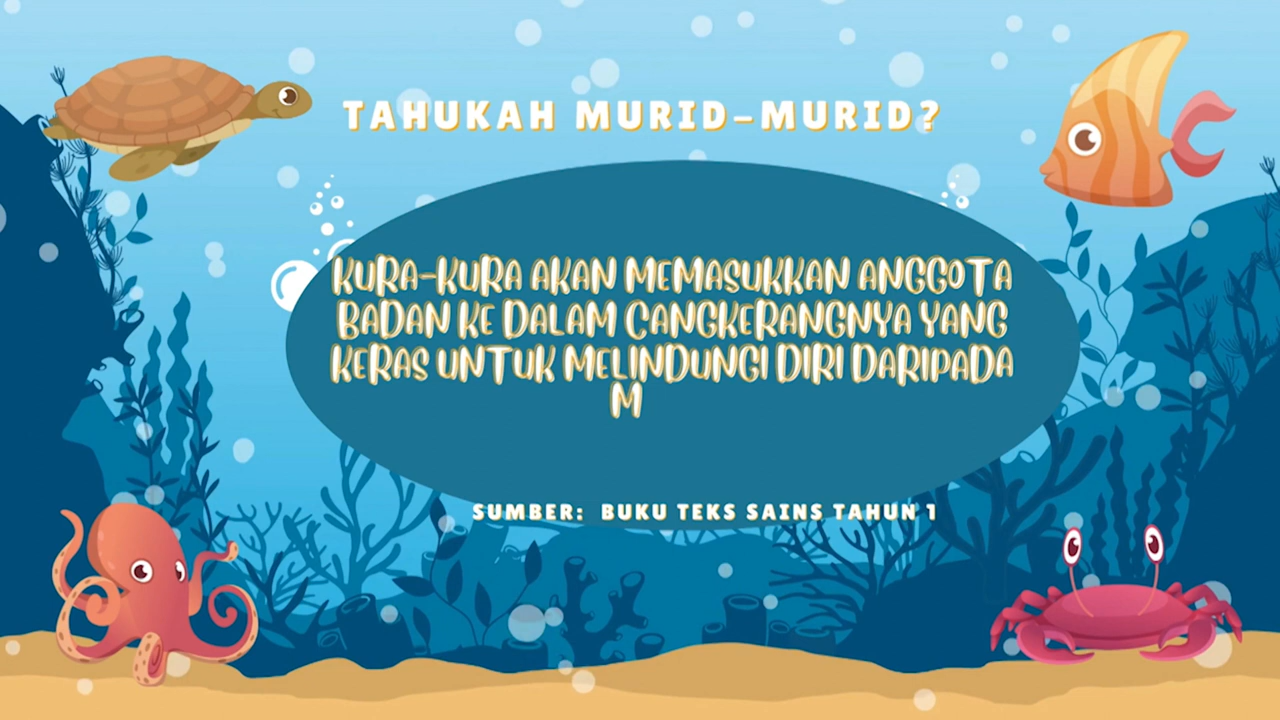 TAHUKAH MURID-MURID?
KURA-KURA AKAN MEMASUKKAN ANGGOTA
BADAN KE DALAM CANGKERANGNYA YANG
KERAS UNTUK MELINDUNGI DIRI DARIPADA
M
SUMBER: BUKU TEKS SAINS TAHUN 1